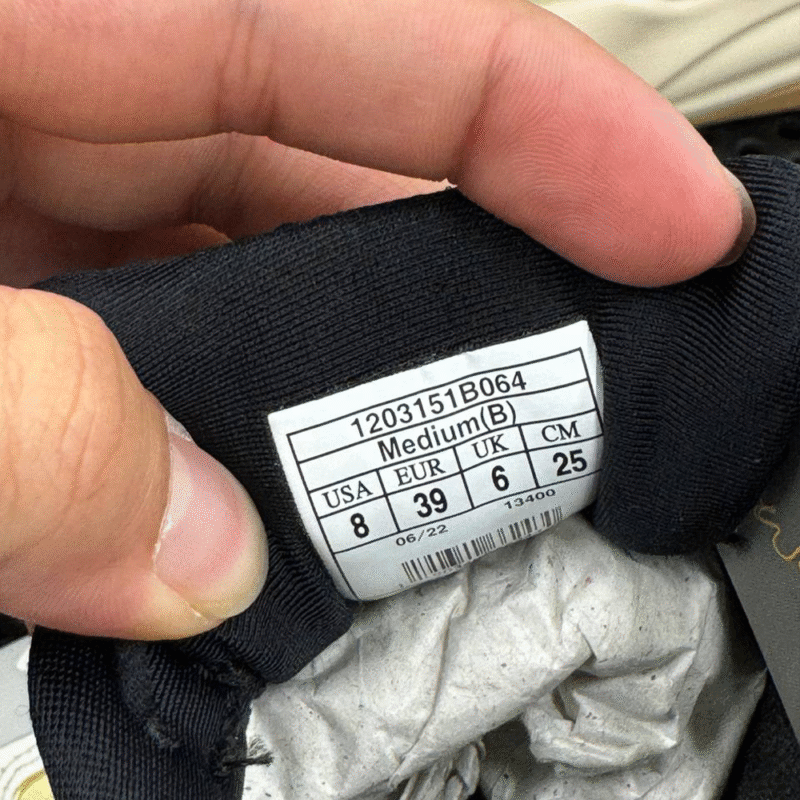 1203151B064
Medium(B)
USA EUR UK CM
8 39 6 25
06/22 13400